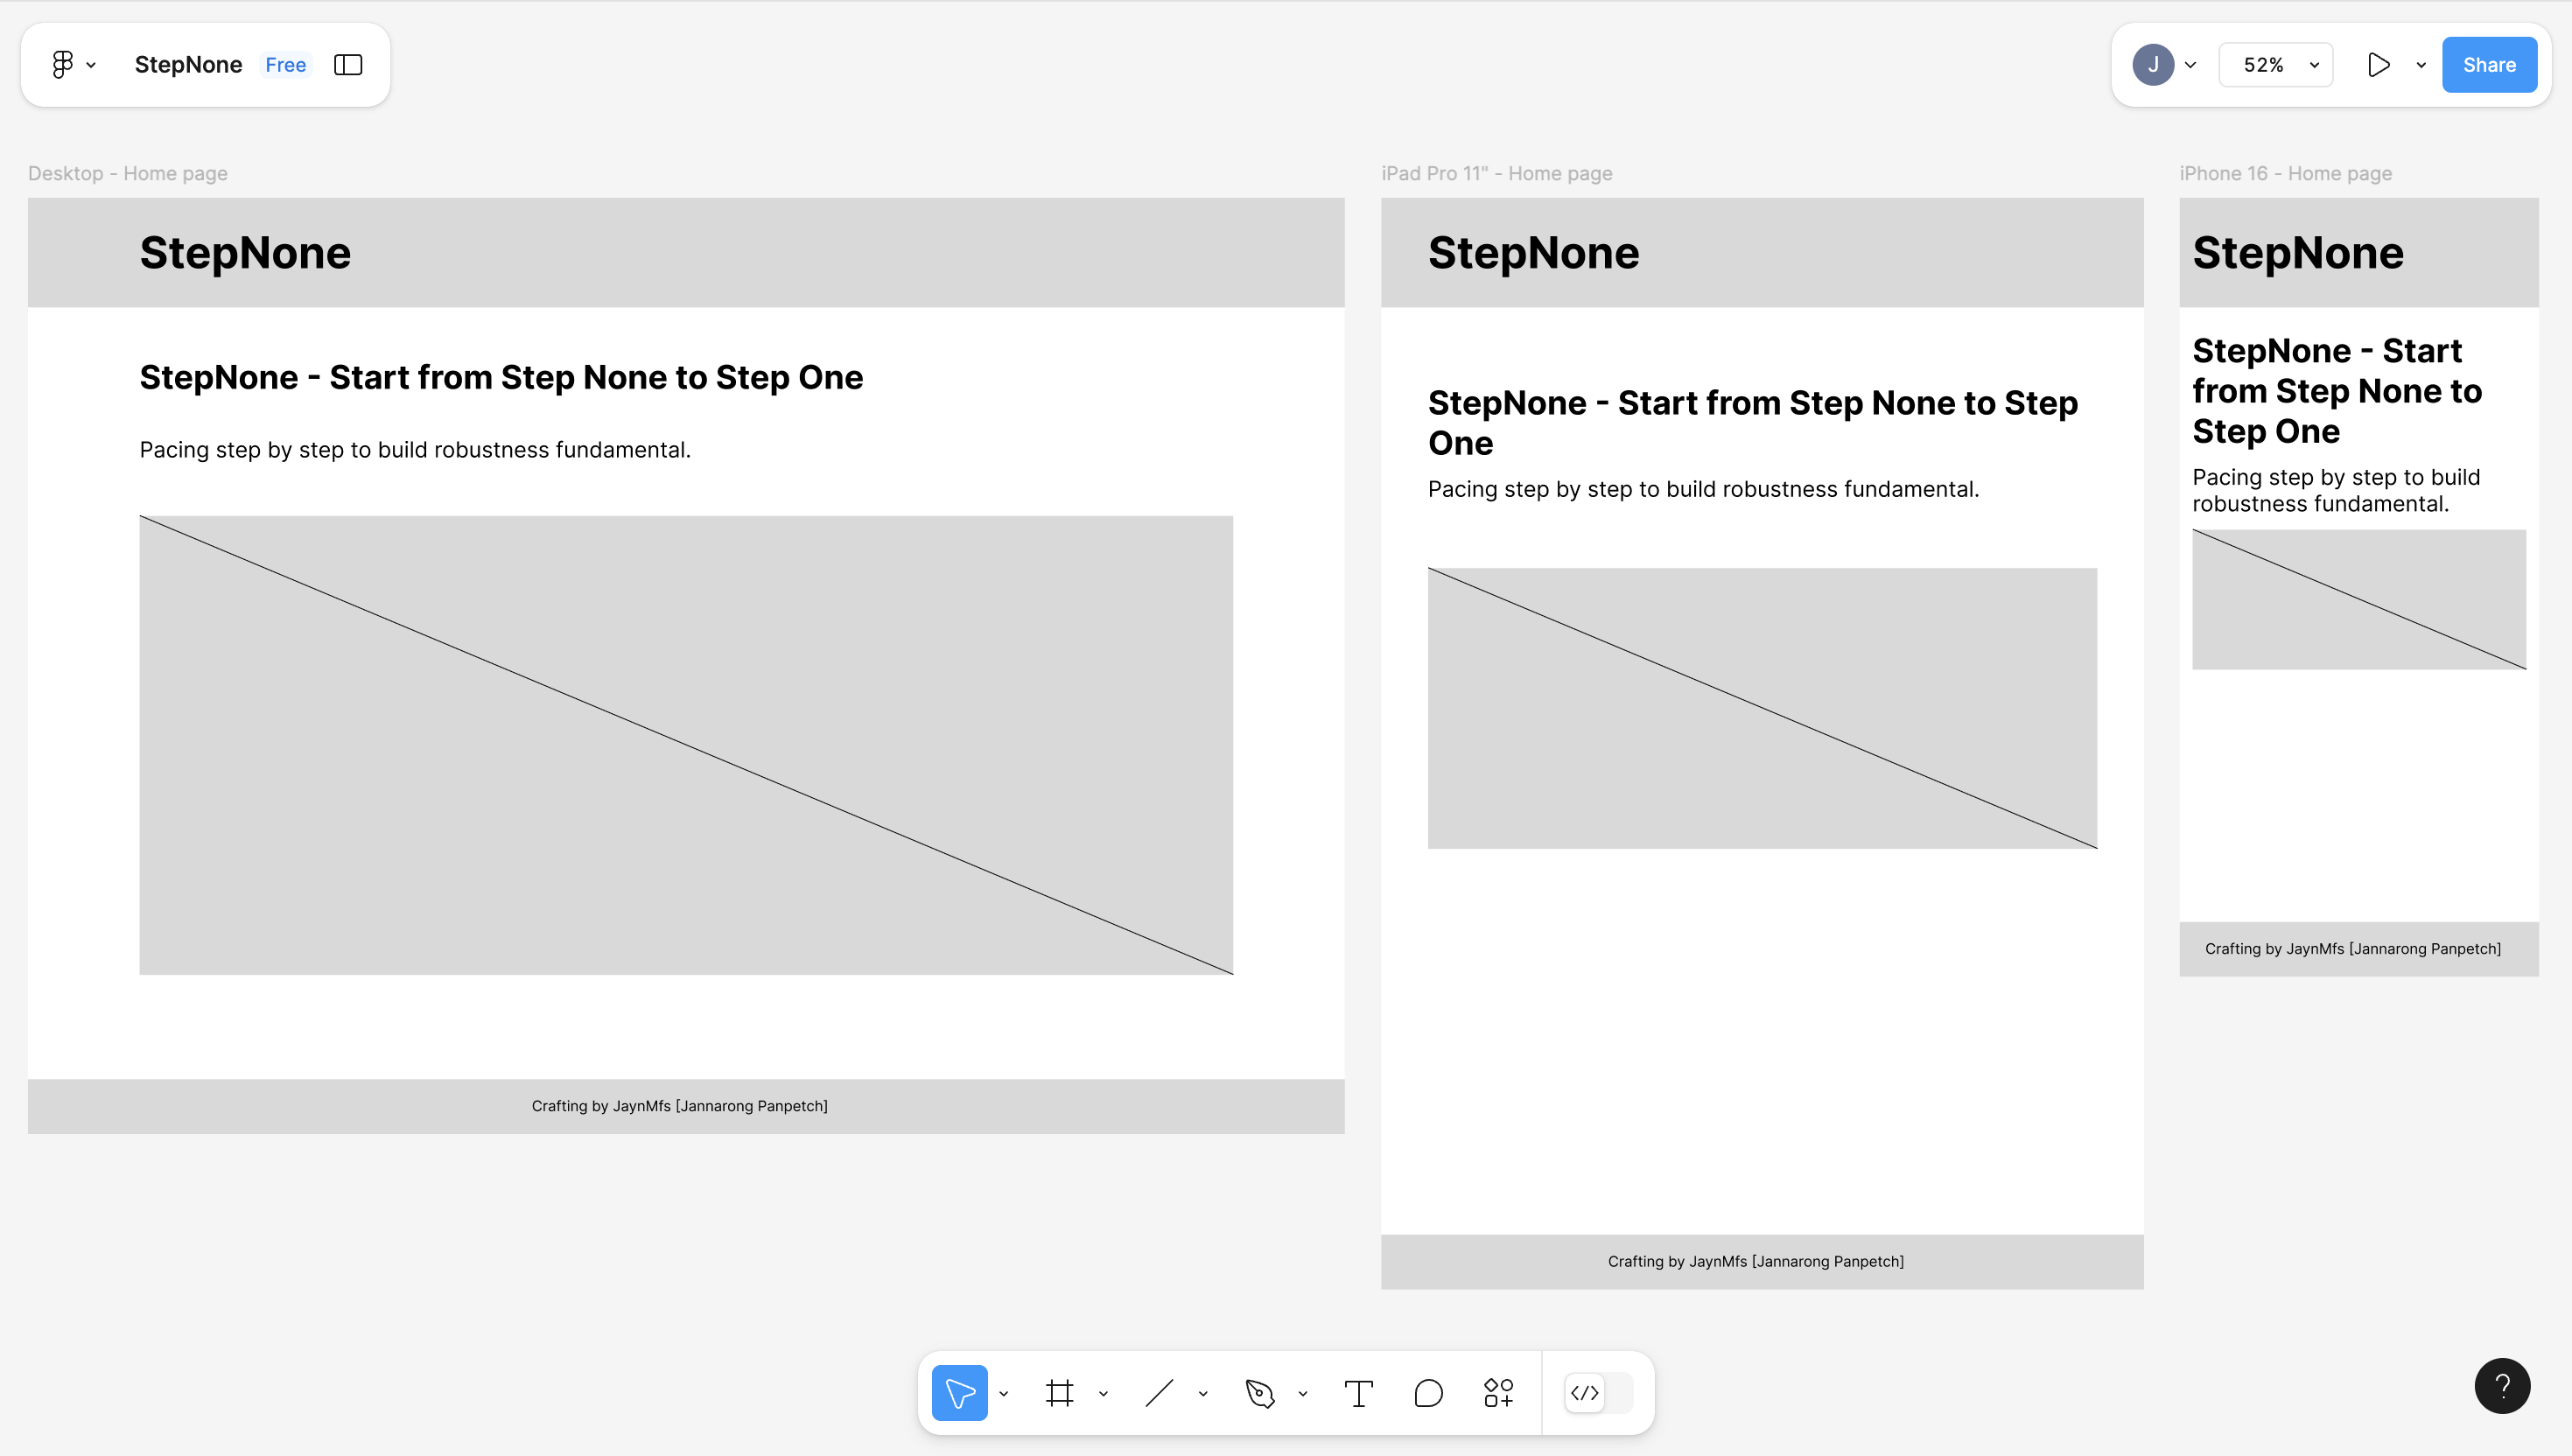 StepNone Free
J 52% Share
Desktop - Home page
StepNone
StepNone - Start from Step None to Step One
Pacing step by step to build robustness fundamental.
Crafting by JaynMfs [Jannarong Panpetch]
iPad Pro 11" - Home page
StepNone
StepNone - Start from Step None to Step
One
Pacing step by step to build robustness fundamental.
Crafting by JaynMfs [Jannarong Panpetch]
iPhone 16 - Home page
StepNone
StepNone - Start
from Step None to
Step One
Pacing step by step to build
robustness fundamental.
Crafting by JaynMfs [Jannarong Panpetch]
?